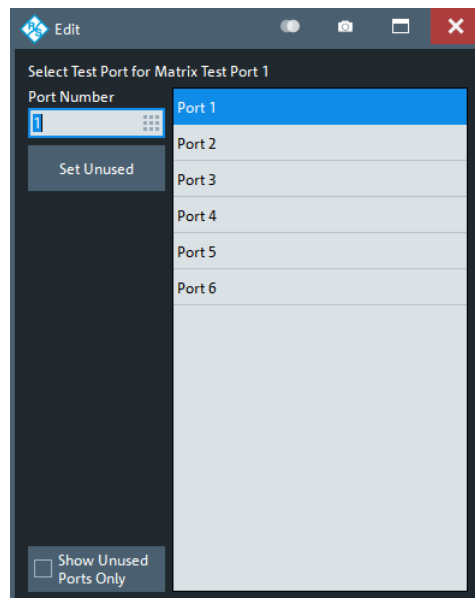 Edit
Select Test Port for Matrix Test Port 1
Port Number
1
Set Unused
Port 1
Port 2
Port 3
Port 4
Port 5
Port 6
Show Unused
Ports Only